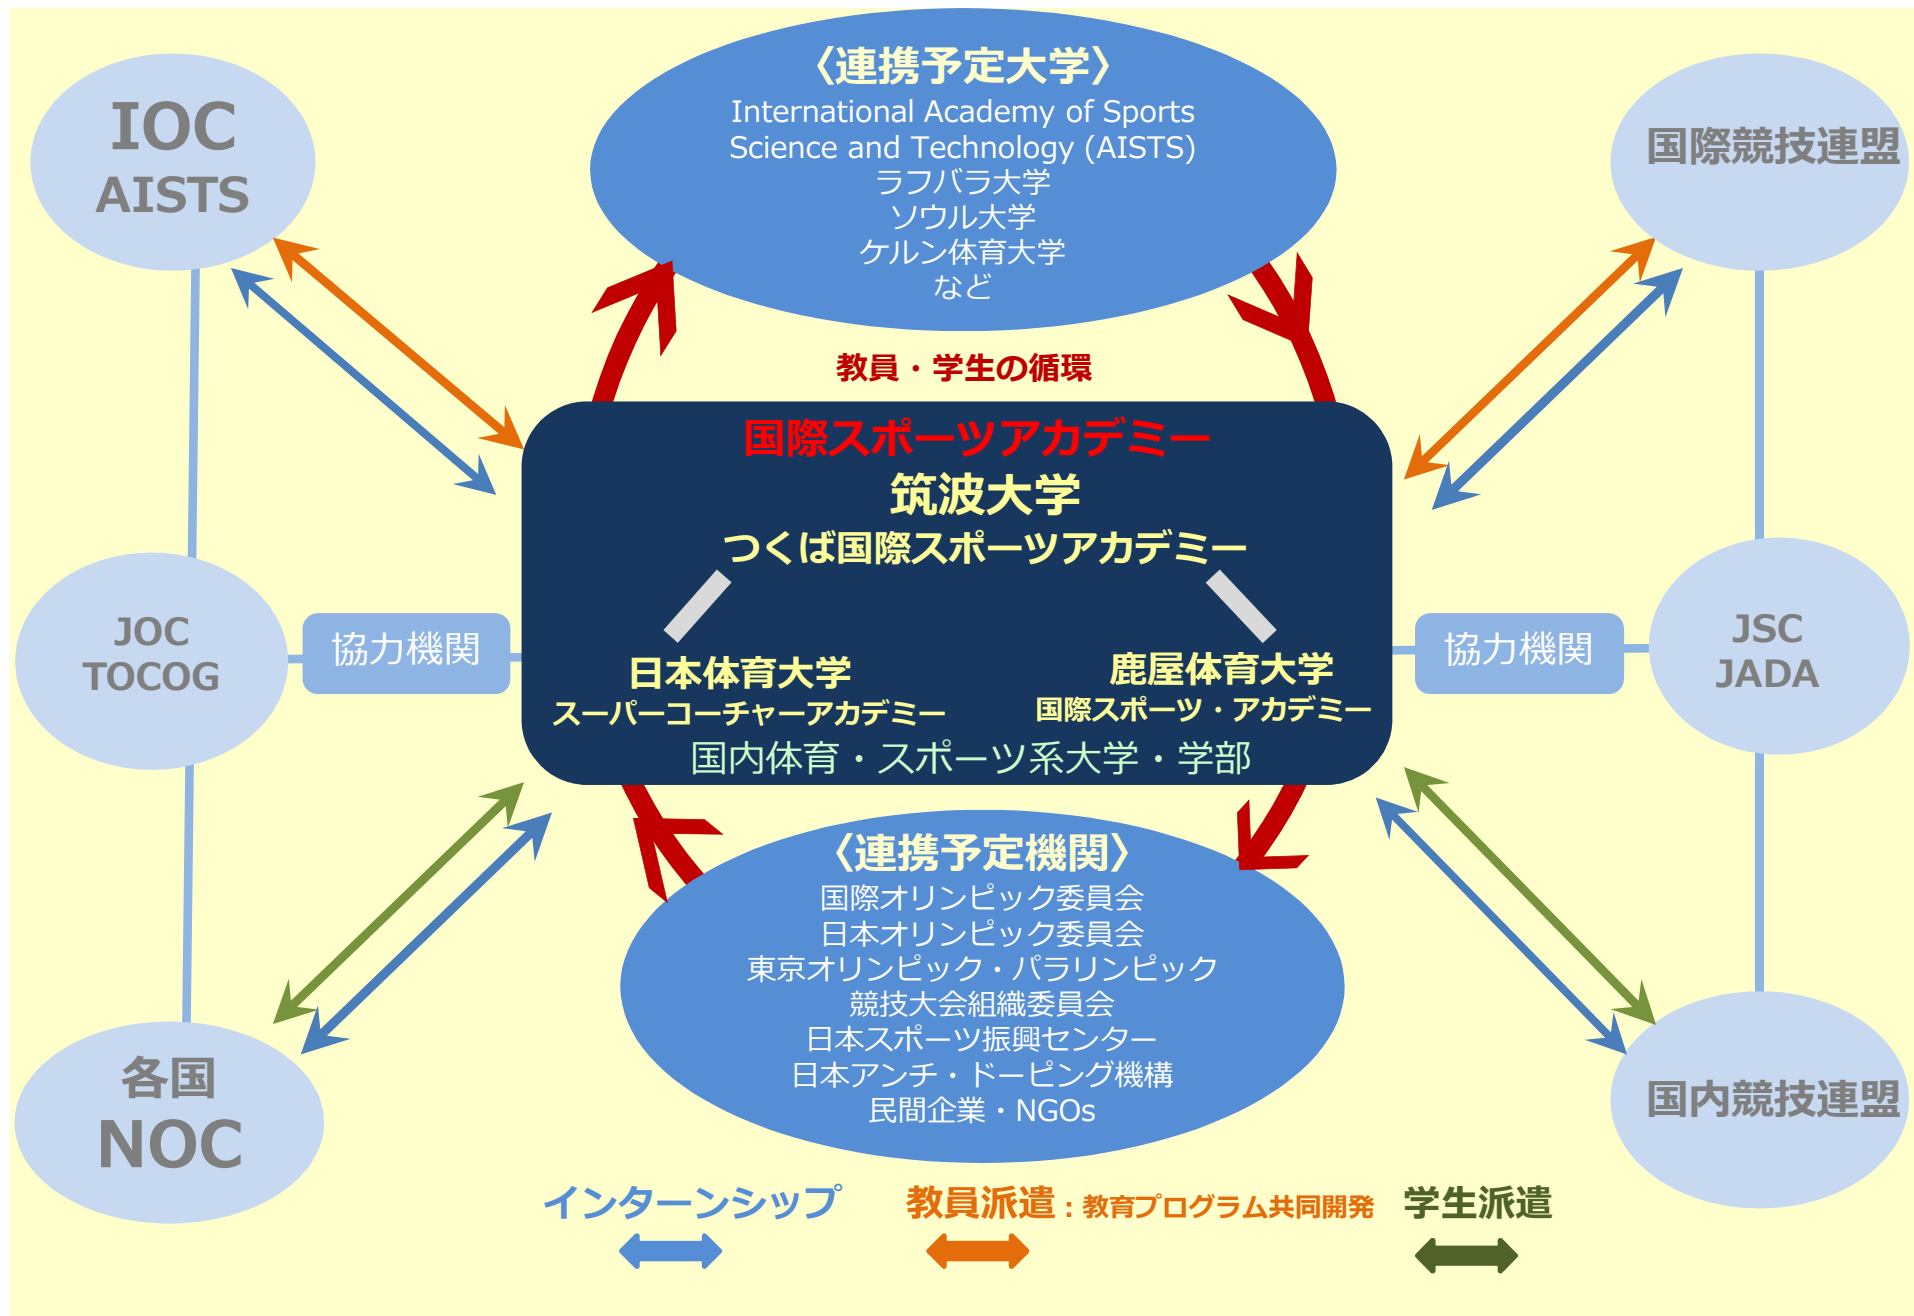 〈連携予定大学〉
International Academy of Sports
Science and Technology (AISTS)
ラフバラ大学
ソウル大学
ケルン体育大学
など
IOC
AISTS
国際競技連盟
教員・学生の循環
国際スポーツアカデミー
筑波大学
つくば国際スポーツアカデミー
日本体育大学
スーパーコーチャーアカデミー
鹿屋体育大学
国際スポーツ・アカデミー
国内体育・スポーツ系大学・学部
JOC
TOCOG
協力機関
協力機関
JSC
JADA
〈連携予定機関〉
国際オリンピック委員会
日本オリンピック委員会
東京オリンピック・パラリンピック
競技大会組織委員会
日本スポーツ振興センター
日本アンチ・ドーピング機構
民間企業・NGOs
各国
NOC
国内競技連盟
インターンシップ
教員派遣：教育プログラム共同開発
学生派遣